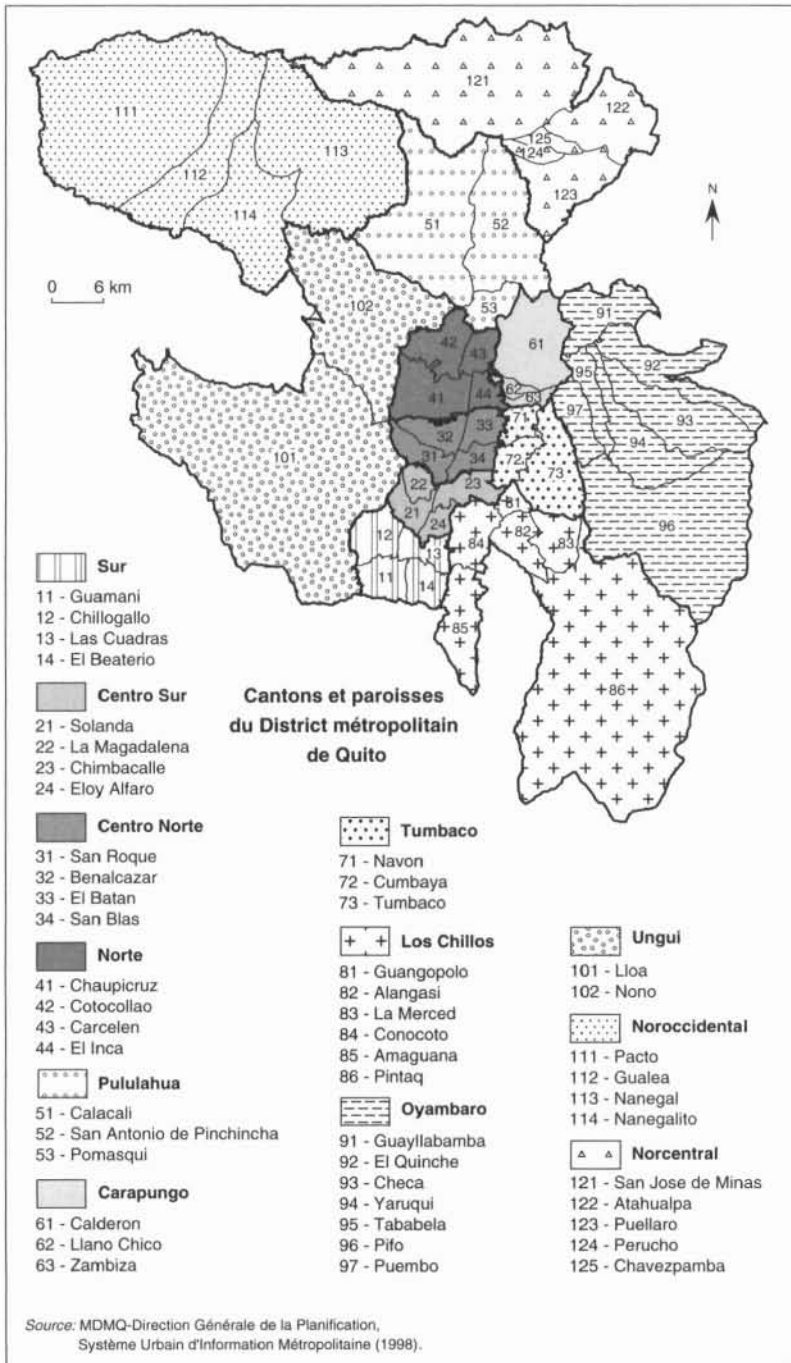 121
122
111
125
124
113
112
123
114
51
52
N
0 6 km
102
53
91
42
43
61
92
95
41
44
62
63
93
97
71
33
32
94
101
31
34
72
73
22
23
21
81
96
24
82
12
84
83
13
11
14
85
86
Sur
11 - Guamani
12 - Chillogallo
13 - Las Cuadras
14 - El Beaterio
Centro Sur
21 - Solanda
22 - La Magadalena
23 - Chimbacalle
24 - Eloy Alfaro
Centro Norte
31 - San Roque
32 - Benalcazar
33 - El Batan
34 - San Blas
Norte
41 - Chaupicruz
42 - Cotocollao
43 - Carcelen
44 - El Inca
Pululahua
51 - Calacali
52 - San Antonio de Pinchincha
53 - Pomasqui
Carapungo
61 - Calderon
62 - Llano Chico
63 - Zambiza
Cantons et paroisses
du District métropolitain
de Quito
Tumbaco
71 - Navon
72 - Cumbaya
73 - Tumbaco
Los Chillos
81 - Guangopolo
82 - Alangasi
83 - La Merced
84 - Conocoto
85 - Amaguana
86 - Pintaq
Oyambaro
91 - Guayllabamba
92 - El Quinche
93 - Checa
94 - Yaruqui
95 - Tababela
96 - Pifo
97 - Puembo
Ungui
101 - Lloa
102 - Nono
Noroccidental
111 - Pacto
112 - Gualea
113 - Nanegal
114 - Nanegalito
Norcentral
121 - San Jose de Minas
122 - Atahualpa
123 - Puellaro
124 - Perucho
125 - Chavezpamba
Source: MDMQ-Direction Générale de la Planification,
Système Urbain d'Information Métropolitaine (1998).